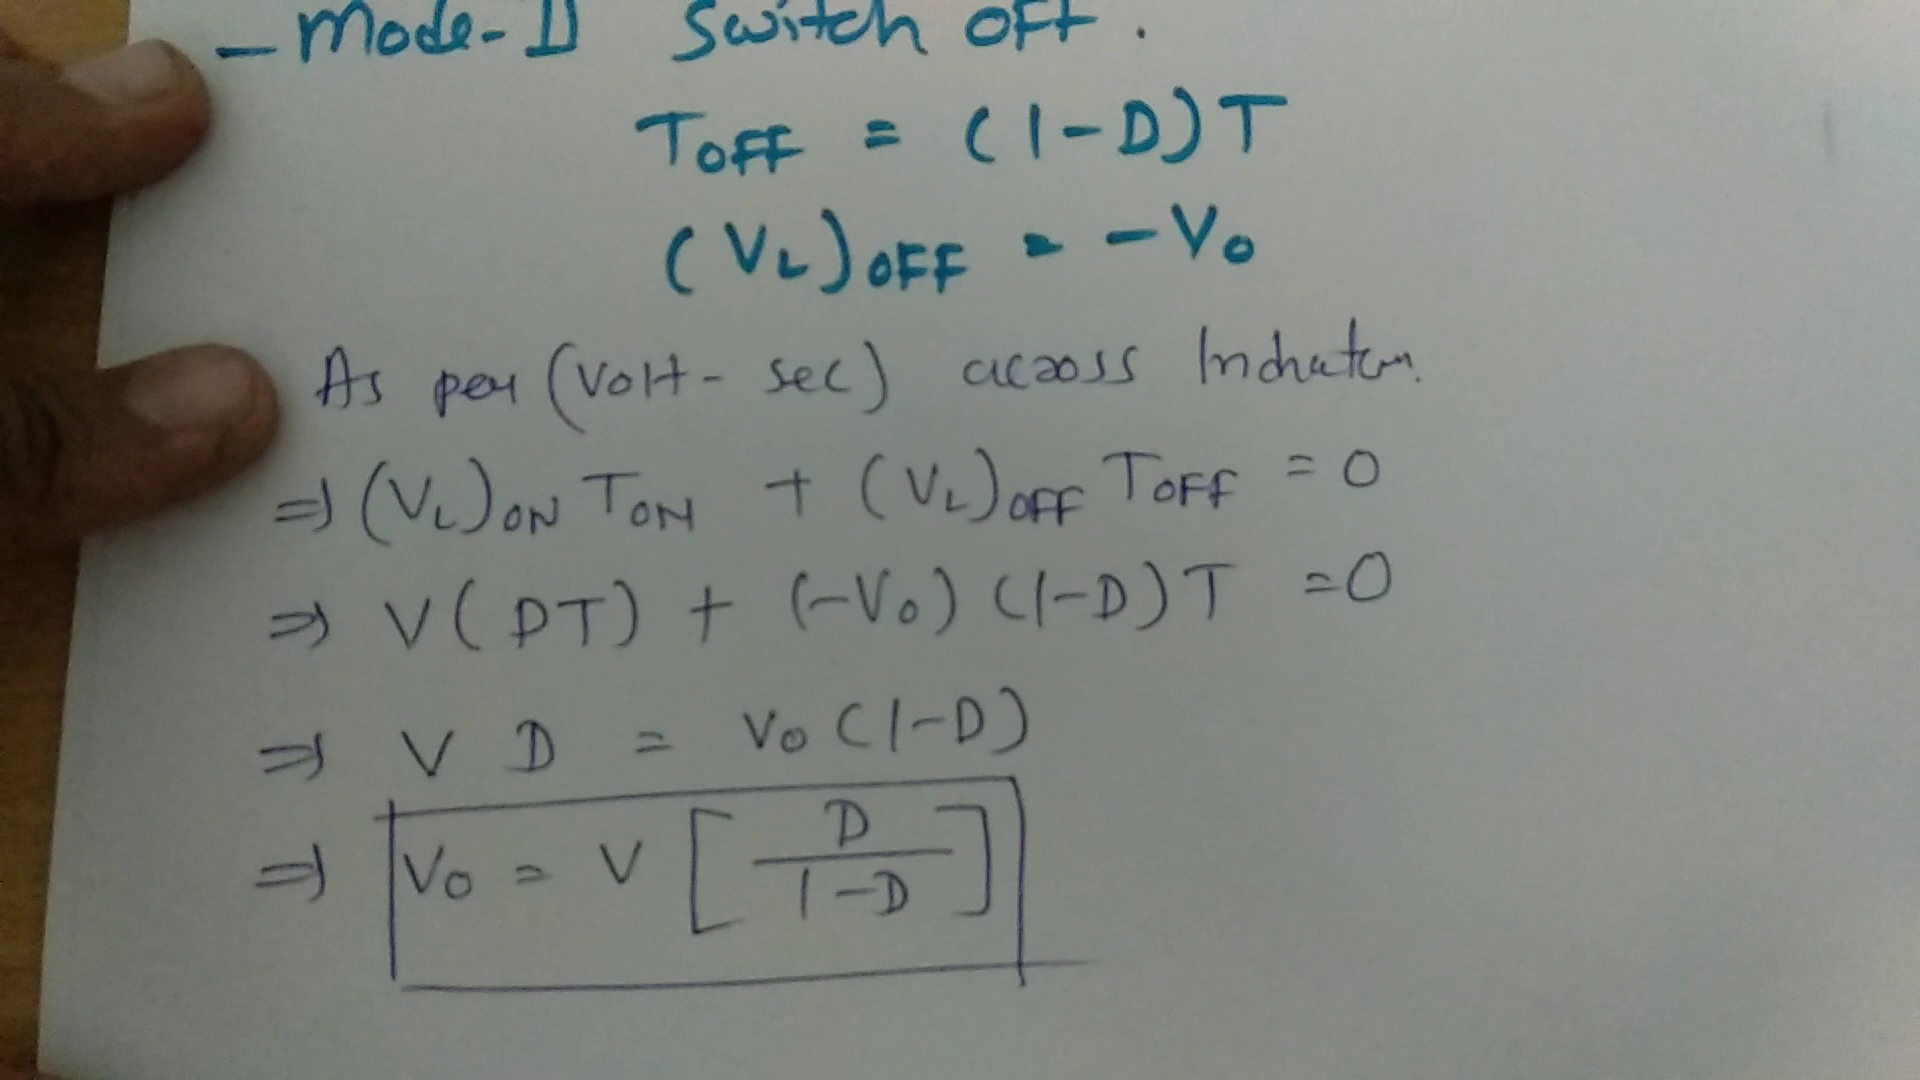 - Mode-II Switch off.
TOFF = (1-D)T
(VL)OFF = -Vo
As per (Volt-sec) across Inductor.
⇒ (VL)ON TON + (VL)OFF TOFF = 0
⇒ V(DT) + (-Vo)(1-D)T = 0
⇒ V D = Vo(1-D)
⇒ Vo = V [D/(1-D)]